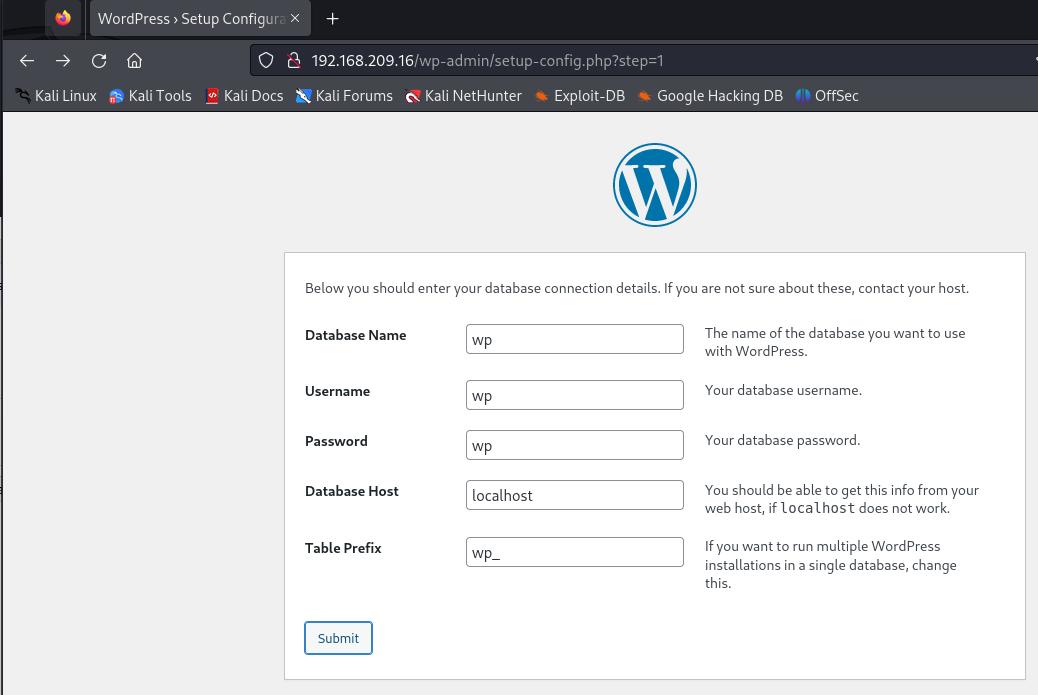 WordPress › Setup Configura
192.168.209.16/wp-admin/setup-config.php?step=1
Kali Linux Kali Tools Kali Docs Kali Forums Kali NetHunter Exploit-DB Google Hacking DB OffSec
Below you should enter your database connection details. If you are not sure about these, contact your host.
Database Name
wp
The name of the database you want to use
with WordPress.
Username
wp
Your database username.
Password
wp
Your database password.
Database Host
localhost
You should be able to get this info from your
web host, if localhost does not work.
Table Prefix
wp_
If you want to run multiple WordPress
installations in a single database, change
this.
Submit